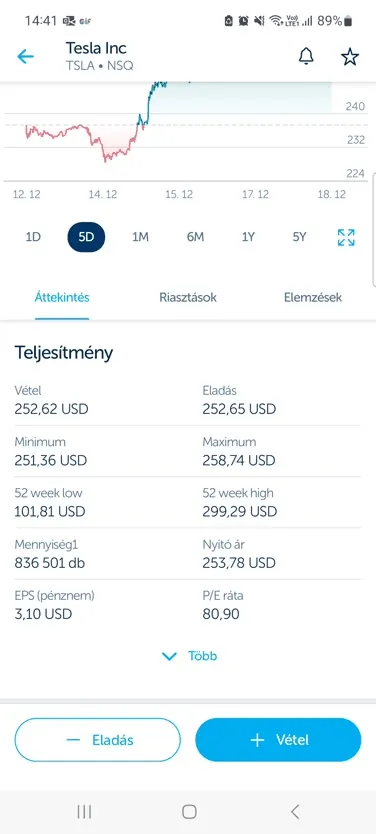 14:41 GIF Vo) LTE1 89%
Tesla Inc
TSLA • NSQ
240
232
224
12. 12 14. 12 15. 12 17. 12 18. 12
1D 5D 1M 6M 1Y 5Y
Áttekintés Riasztások Elemzések
Teljesítmény
Vétel Eladás
252,62 USD 252,65 USD
Minimum Maximum
251,36 USD 258,74 USD
52 week low 52 week high
101,81 USD 299,29 USD
Mennyiség1 Nyitó ár
836 501 db 253,78 USD
EPS (pénznem) P/E ráta
3,10 USD 80,90
Több
Eladás Vétel